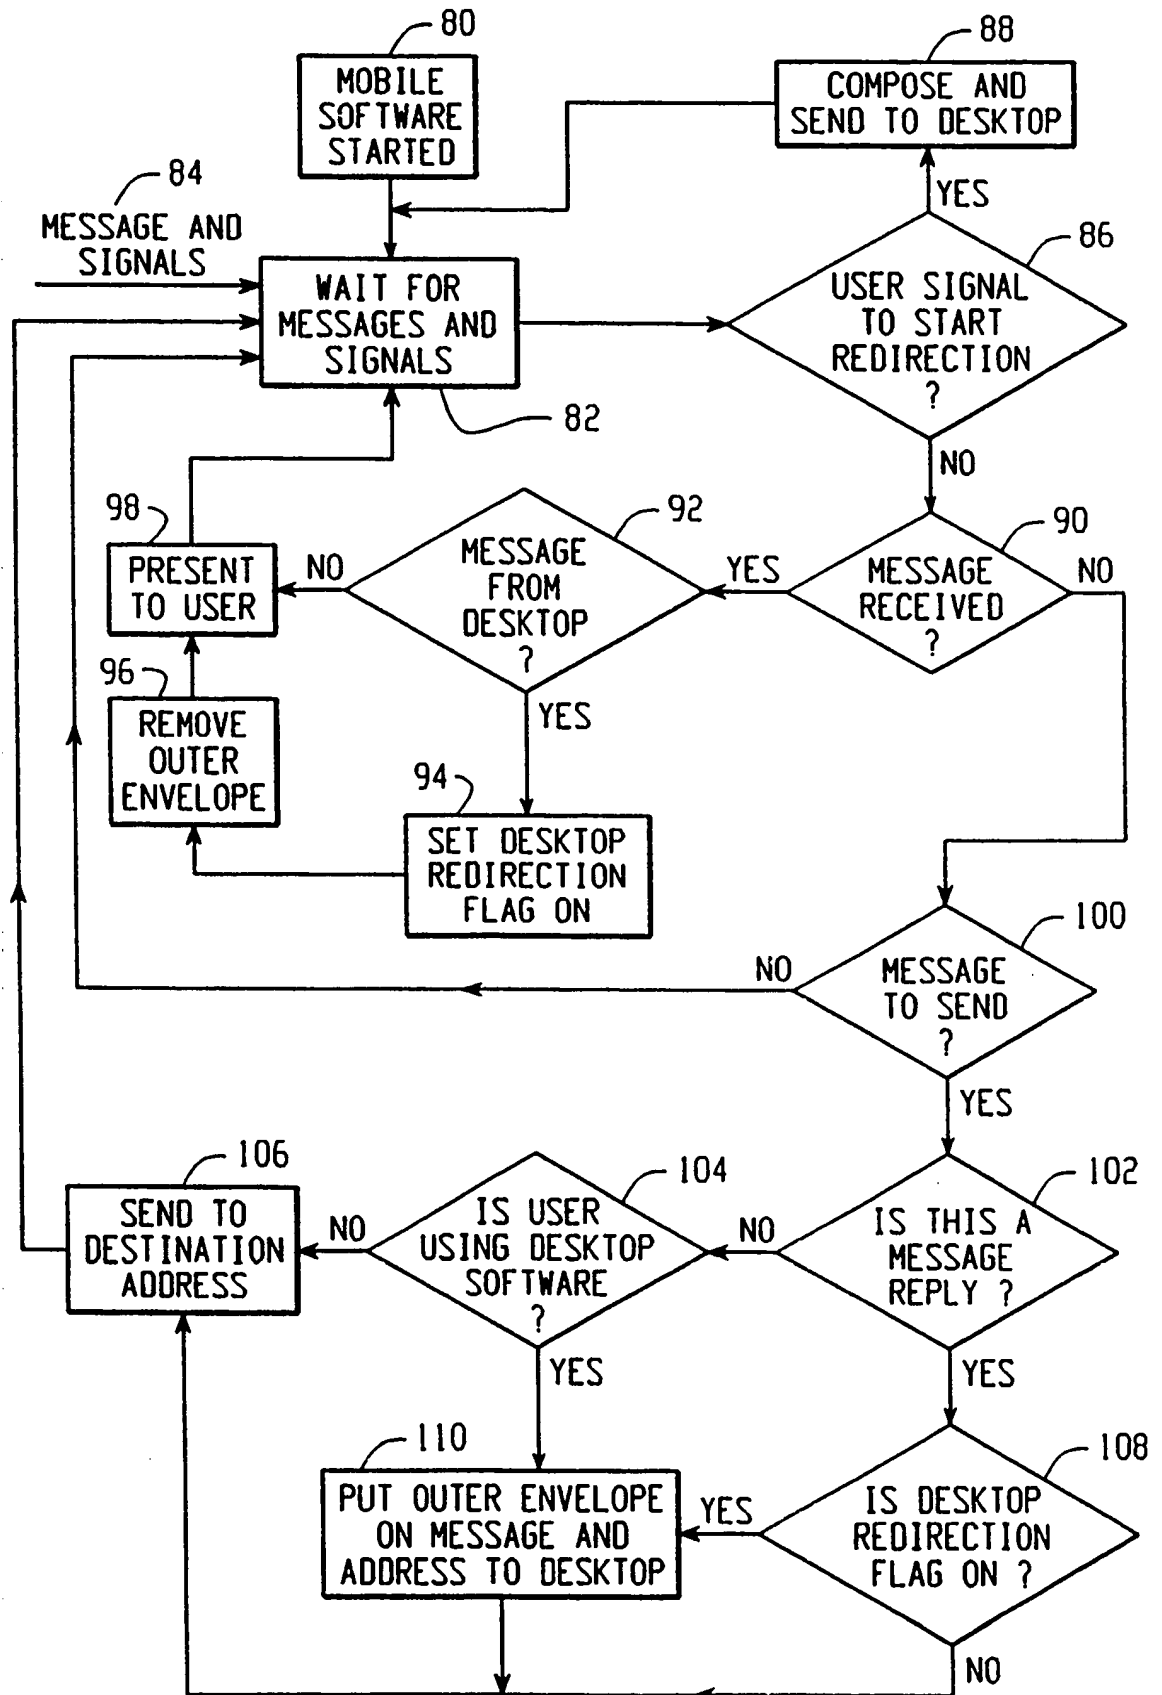 80
MOBILE
SOFTWARE
STARTED
88
COMPOSE AND
SEND TO DESKTOP
84
MESSAGE AND
SIGNALS
YES
86
WAIT FOR
MESSAGES AND
SIGNALS
82
USER SIGNAL
TO START
REDIRECTION
?
NO
98
PRESENT
TO USER
NO
92
MESSAGE
FROM
DESKTOP
?
YES
90
MESSAGE
RECEIVED
?
NO
96
REMOVE
OUTER
ENVELOPE
YES
94
SET DESKTOP
REDIRECTION
FLAG ON
100
NO
MESSAGE
TO SEND
?
YES
106
SEND TO
DESTINATION
ADDRESS
NO
104
IS USER
USING DESKTOP
SOFTWARE
?
NO
102
IS THIS A
MESSAGE
REPLY ?
YES
YES
110
PUT OUTER ENVELOPE
ON MESSAGE AND
ADDRESS TO DESKTOP
YES
108
IS DESKTOP
REDIRECTION
FLAG ON ?
NO